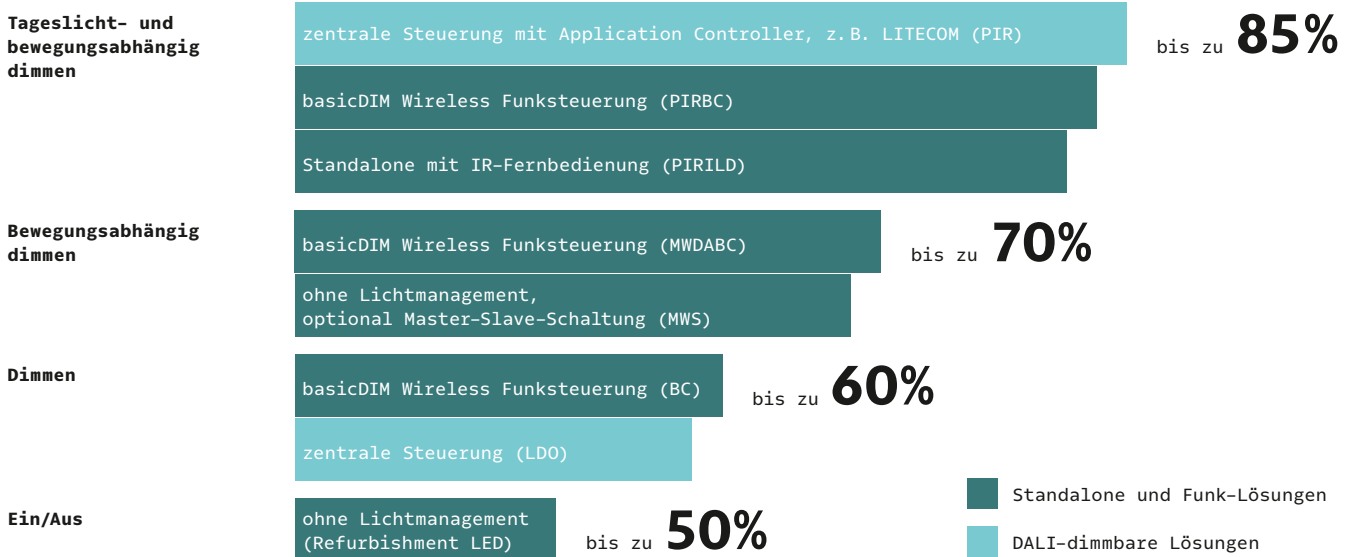 Tageslicht- und
bewegungsabhängig
dimmen
zentrale Steuerung mit Application Controller, z. B. LITECOM (PIR)
bis zu 85%
basicDIM Wireless Funksteuerung (PIRBC)
Standalone mit IR-Fernbedienung (PIRILD)
Bewegungsabhängig
dimmen
basicDIM Wireless Funksteuerung (MWDABC)
bis zu 70%
ohne Lichtmanagement,
optional Master-Slave-Schaltung (MWS)
Dimmen
basicDIM Wireless Funksteuerung (BC)
bis zu 60%
zentrale Steuerung (LDO)
Ein/Aus
ohne Lichtmanagement
(Refurbishment LED)
bis zu 50%
Standalone und Funk-Lösungen
DALI-dimmbare Lösungen